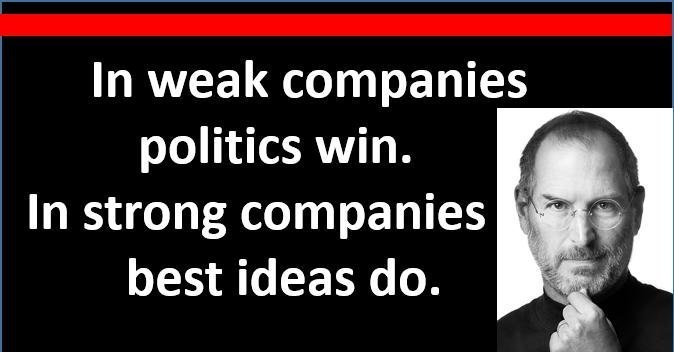 In weak companies
politics win.
In strong companies
best ideas do.